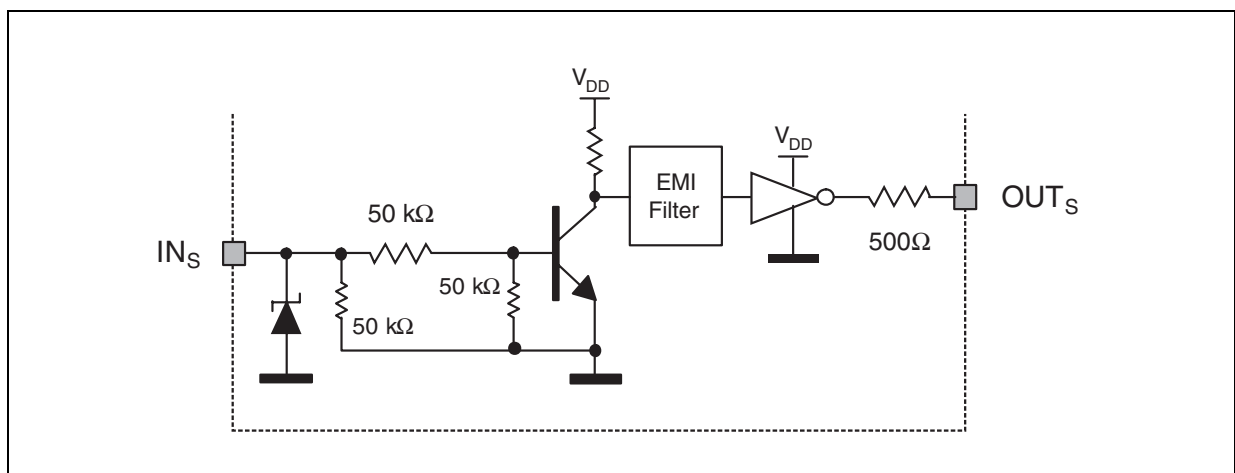 V_DD
V_DD
50 kΩ
EMI
Filter
OUT_S
IN_S
500Ω
50 kΩ
50 kΩ